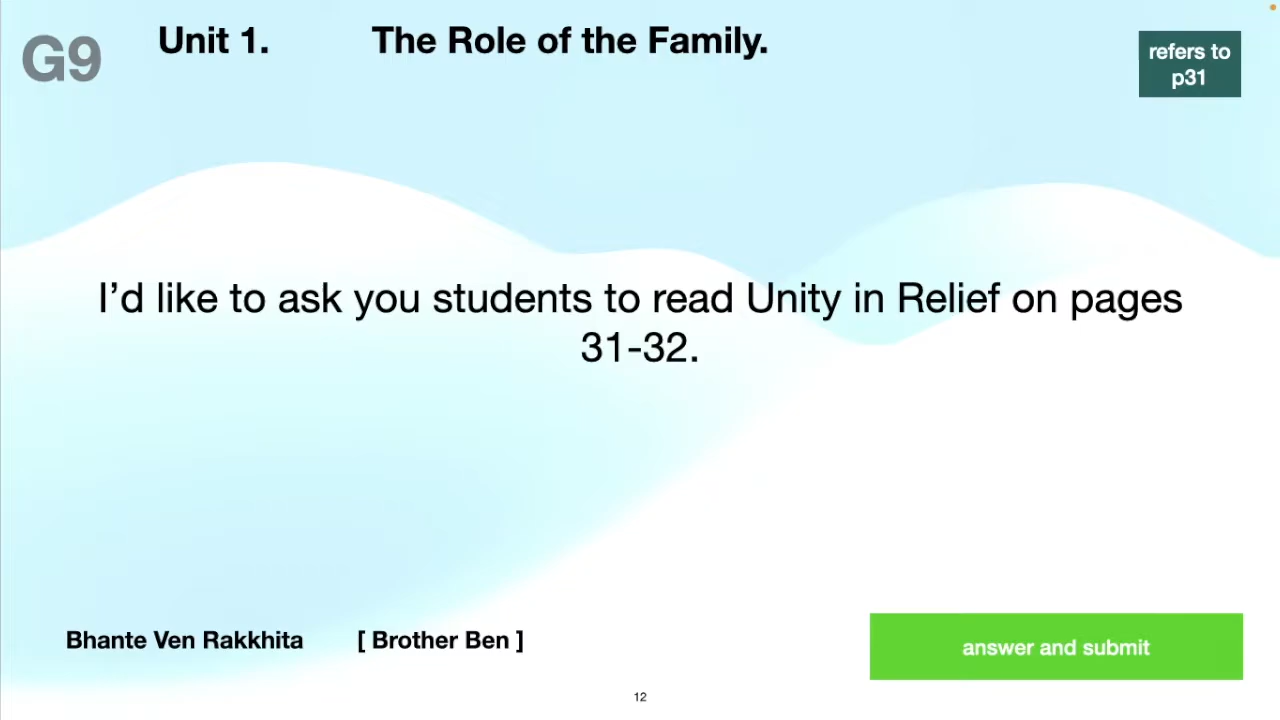 G9
Unit 1. The Role of the Family.
refers to
p31
I’d like to ask you students to read Unity in Relief on pages
31-32.
Bhante Ven Rakkhita [ Brother Ben ]
answer and submit
12